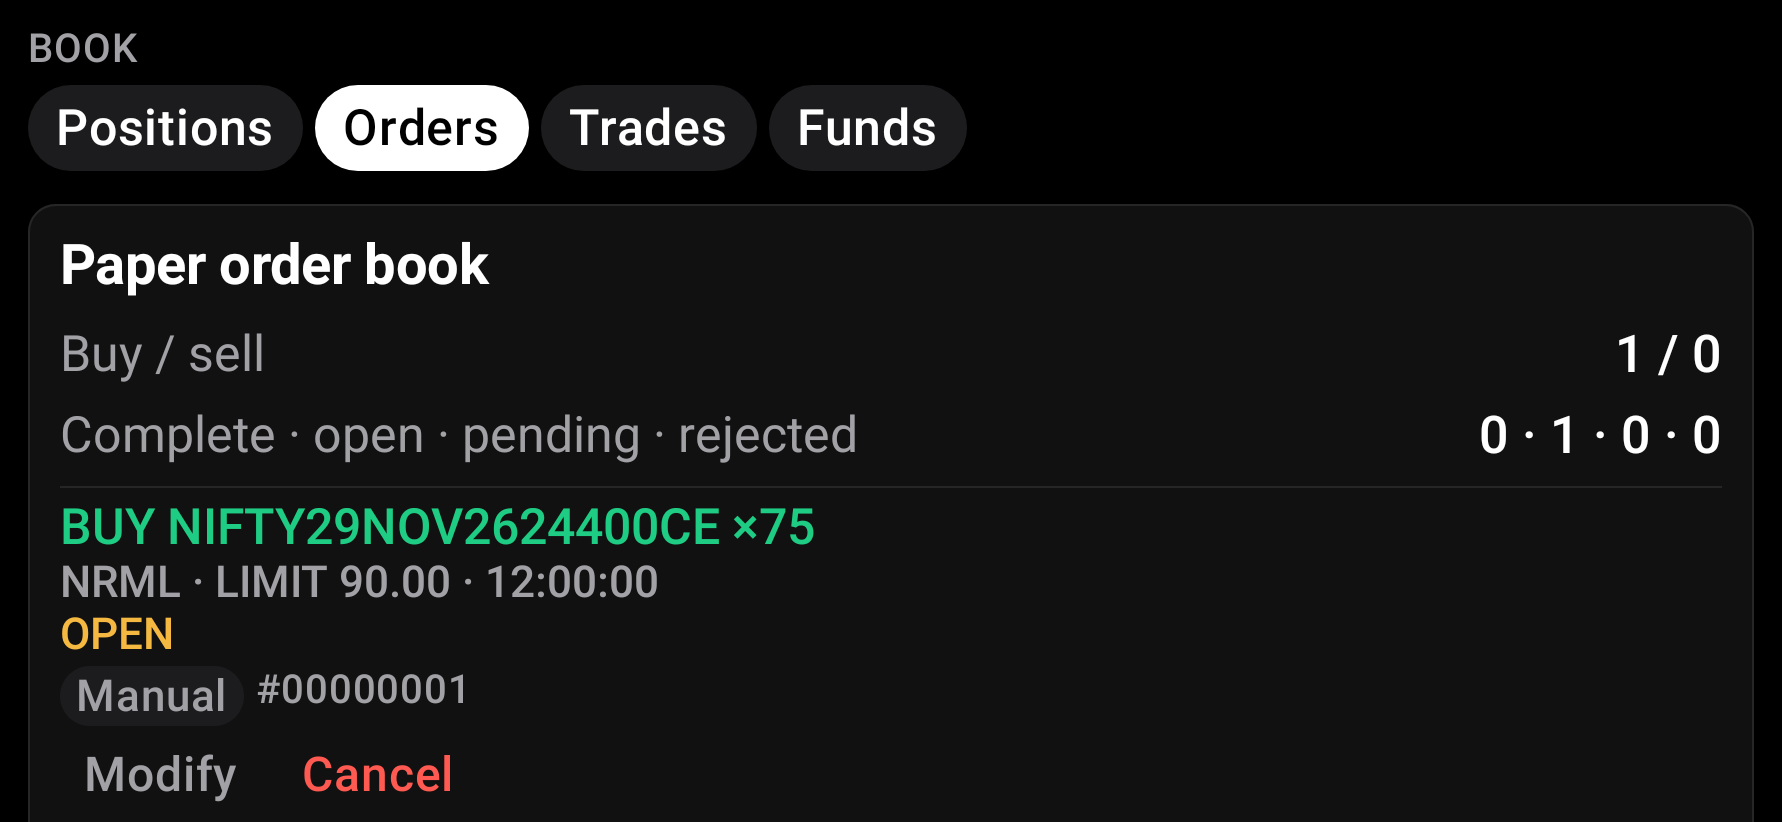 BOOK
Positions Orders Trades Funds
Paper order book
Buy / sell 1 / 0
Complete · open · pending · rejected 0 · 1 · 0 · 0
BUY NIFTY29NOV2624400CE ×75
NRML · LIMIT 90.00 · 12:00:00
OPEN
Manual #00000001
Modify Cancel